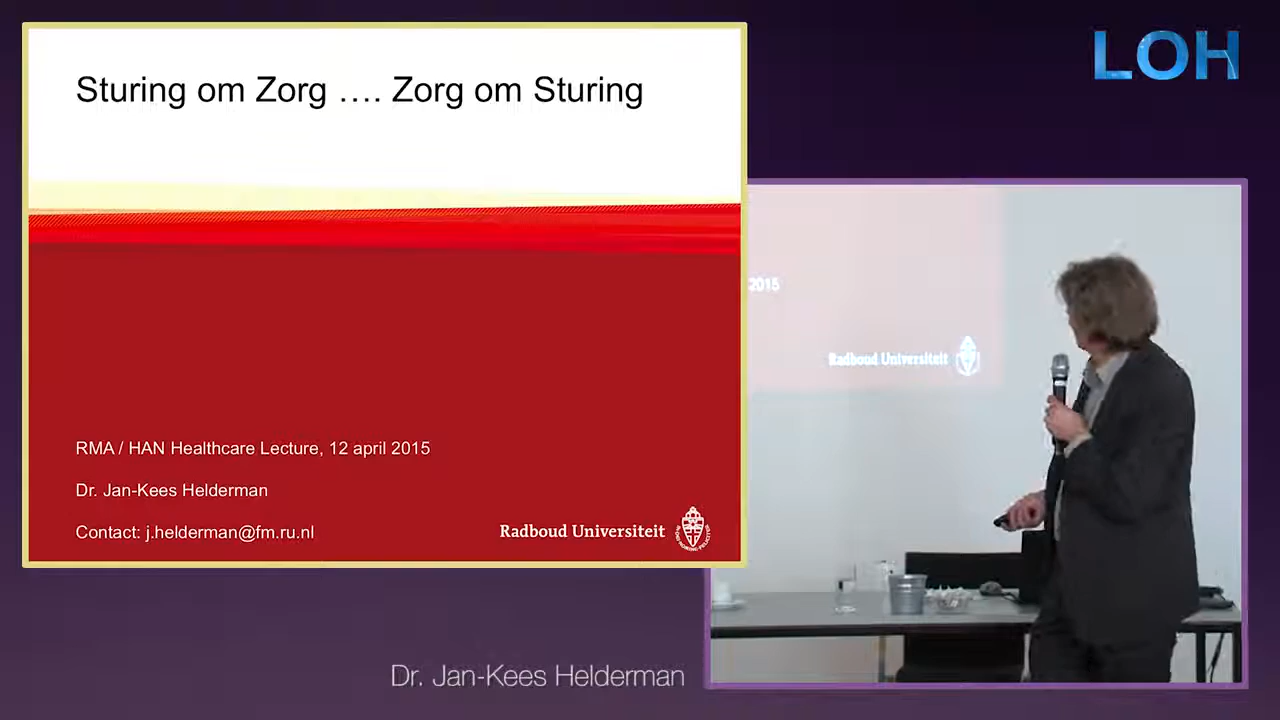 Sturing om Zorg …. Zorg om Sturing
LOH
RMA / HAN Healthcare Lecture, 12 april 2015
Dr. Jan-Kees Helderman
Contact: j.helderman@fm.ru.nl
Radboud Universiteit
2015
Radboud Universiteit
Dr. Jan-Kees Helderman